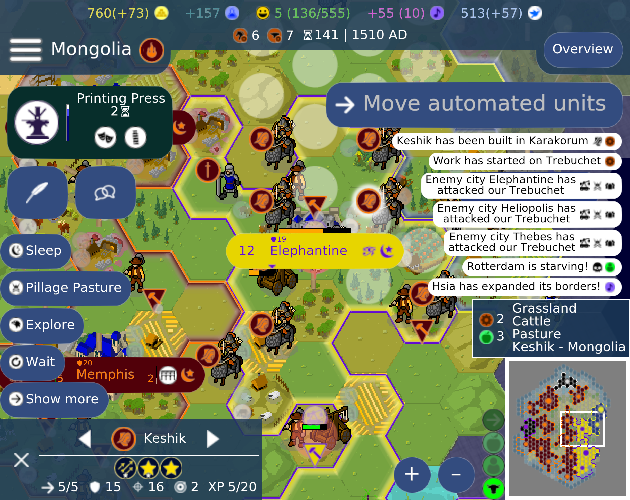 760(+73)
+157
5 (136/555)
+55 (10)
513(+57)
Mongolia
6
7
141 | 1510 AD
Overview
Printing Press
2
Move automated units
Keshik has been built in Karakorum
Work has started on Trebuchet
Enemy city Elephantine has
attacked our Trebuchet
Enemy city Heliopolis has
attacked our Trebuchet
Enemy city Thebes has
attacked our Trebuchet
Rotterdam is starving!
Hsia has expanded its borders!
19
12 Elephantine
Sleep
Pillage Pasture
Explore
Wait
Show more
20
5 Memphis 2
2 Grassland
Cattle
3 Pasture
Keshik - Mongolia
Keshik
5/5 15 16 2 XP 5/20
+
-